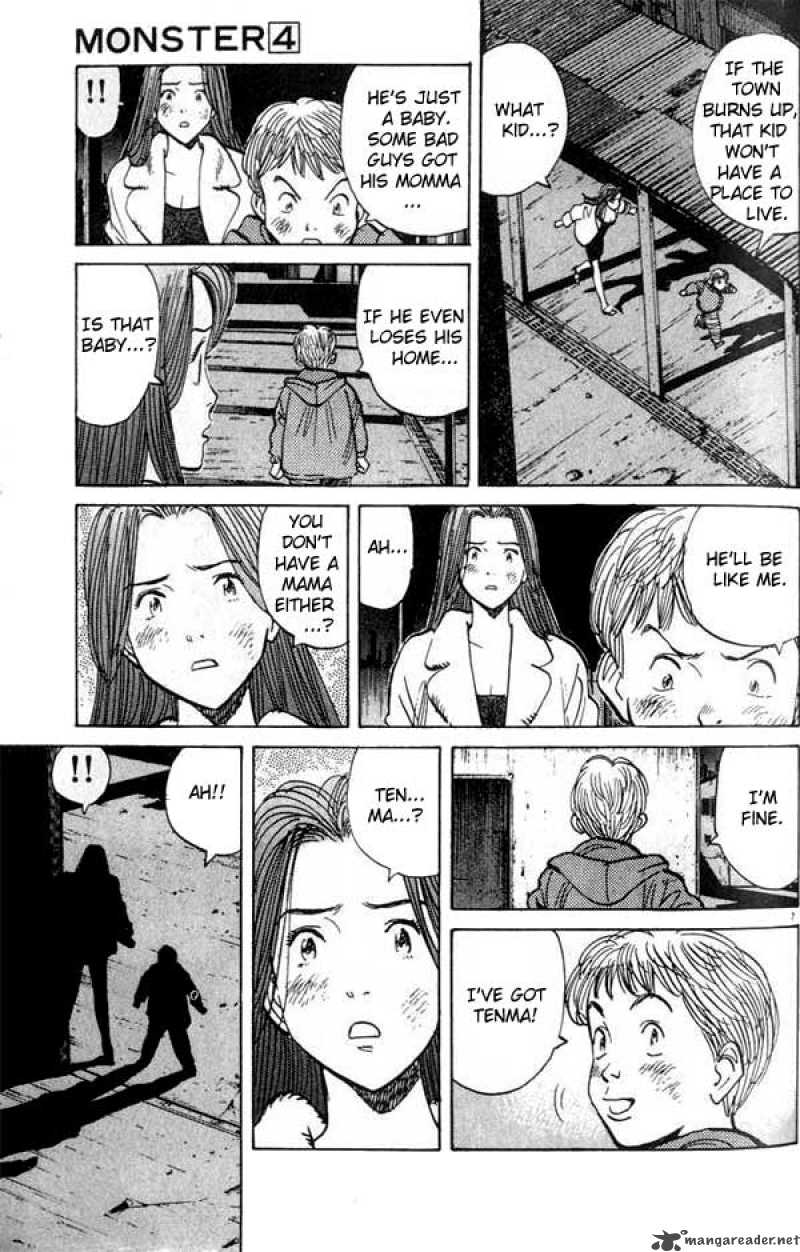 MONSTER 4
IF THE
TOWN
BURNS UP,
THAT KID
WON'T
HAVE A
PLACE TO
LIVE.
WHAT
KID...?
HE'S JUST
A BABY.
SOME BAD
GUYS GOT
HIS MOMMA
...
!!
IF HE EVEN
LOSES HIS
HOME...
IS THAT
BABY...?
HE'LL BE
LIKE ME.
AH...
YOU
DON'T
HAVE A
MAMA
EITHER
...?
I'M
FINE.
7
I'VE GOT
TENMA!
TEN...
MA...?
AH!!
!!
mangareader.net